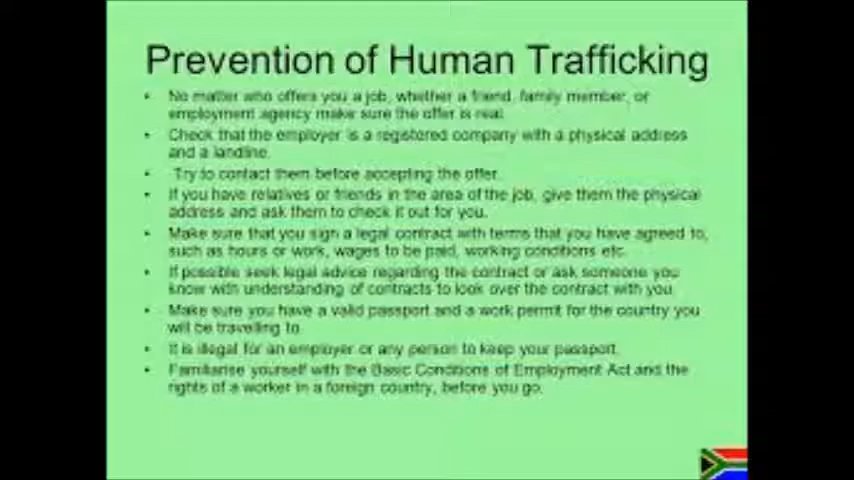 Prevention of Human Trafficking
• No matter who offers you a job, whether a friend, family member, or
employment agency make sure the offer is real.
• Check that the employer is a registered company with a physical address
and a landline.
• Try to contact them before accepting the offer.
• If you have relatives or friends in the area of the job, give them the physical
address and ask them to check it out for you.
• Make sure that you sign a legal contract with terms that you have agreed to,
such as hours or work, wages to be paid, working conditions etc.
• If possible seek legal advice regarding the contract or ask someone you
know with understanding of contracts to look over the contract with you.
• Make sure you have a valid passport and a work permit for the country you
will be travelling to.
• It is illegal for an employer or any person to keep your passport.
• Familiarise yourself with the Basic Conditions of Employment Act and the
rights of a worker in a foreign country, before you go.